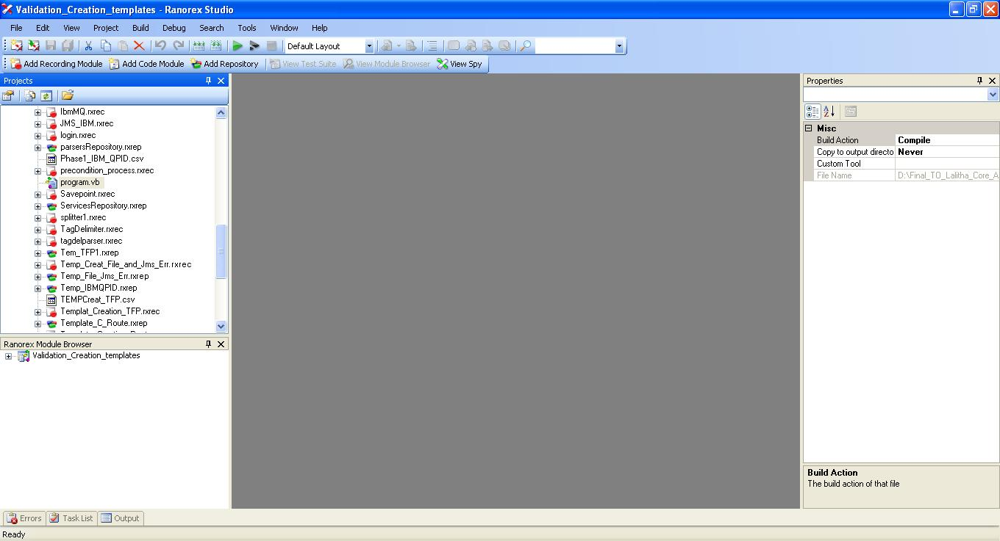 Validation_Creation_templates - Ranorex Studio
File Edit View Project Build Debug Search Tools Window Help
Default Layout
Add Recording Module Add Code Module Add Repository View Test Suite View Module Browser View Spy
Projects
IbmMQ.rxrec
JMS_IBM.rxrec
login.rxrec
parsersRepository.rxrep
Phase1_IBM_QPID.csv
precondition_process.rxrec
program.vb
Savepoint.rxrec
ServicesRepository.rxrep
splitter1.rxrec
TagDelimiter.rxrec
tagdelparser.rxrec
Tem_TFP1.rxrep
Temp_Creat_File_and_Jms_Err.rxrec
Temp_File_Jms_Err.rxrep
Temp_IBMQPID.rxrep
TEMPCreat_TFP.csv
Templat_Creation_TFP.rxrec
Template_C_Route.rxrep
Ranorex Module Browser
Validation_Creation_templates
Properties
Misc
Build Action Compile
Copy to output directo Never
Custom Tool
File Name D:\Final_TO_Lalitha_Core_A
Build Action
The build action of that file
Errors Task List Output
Ready